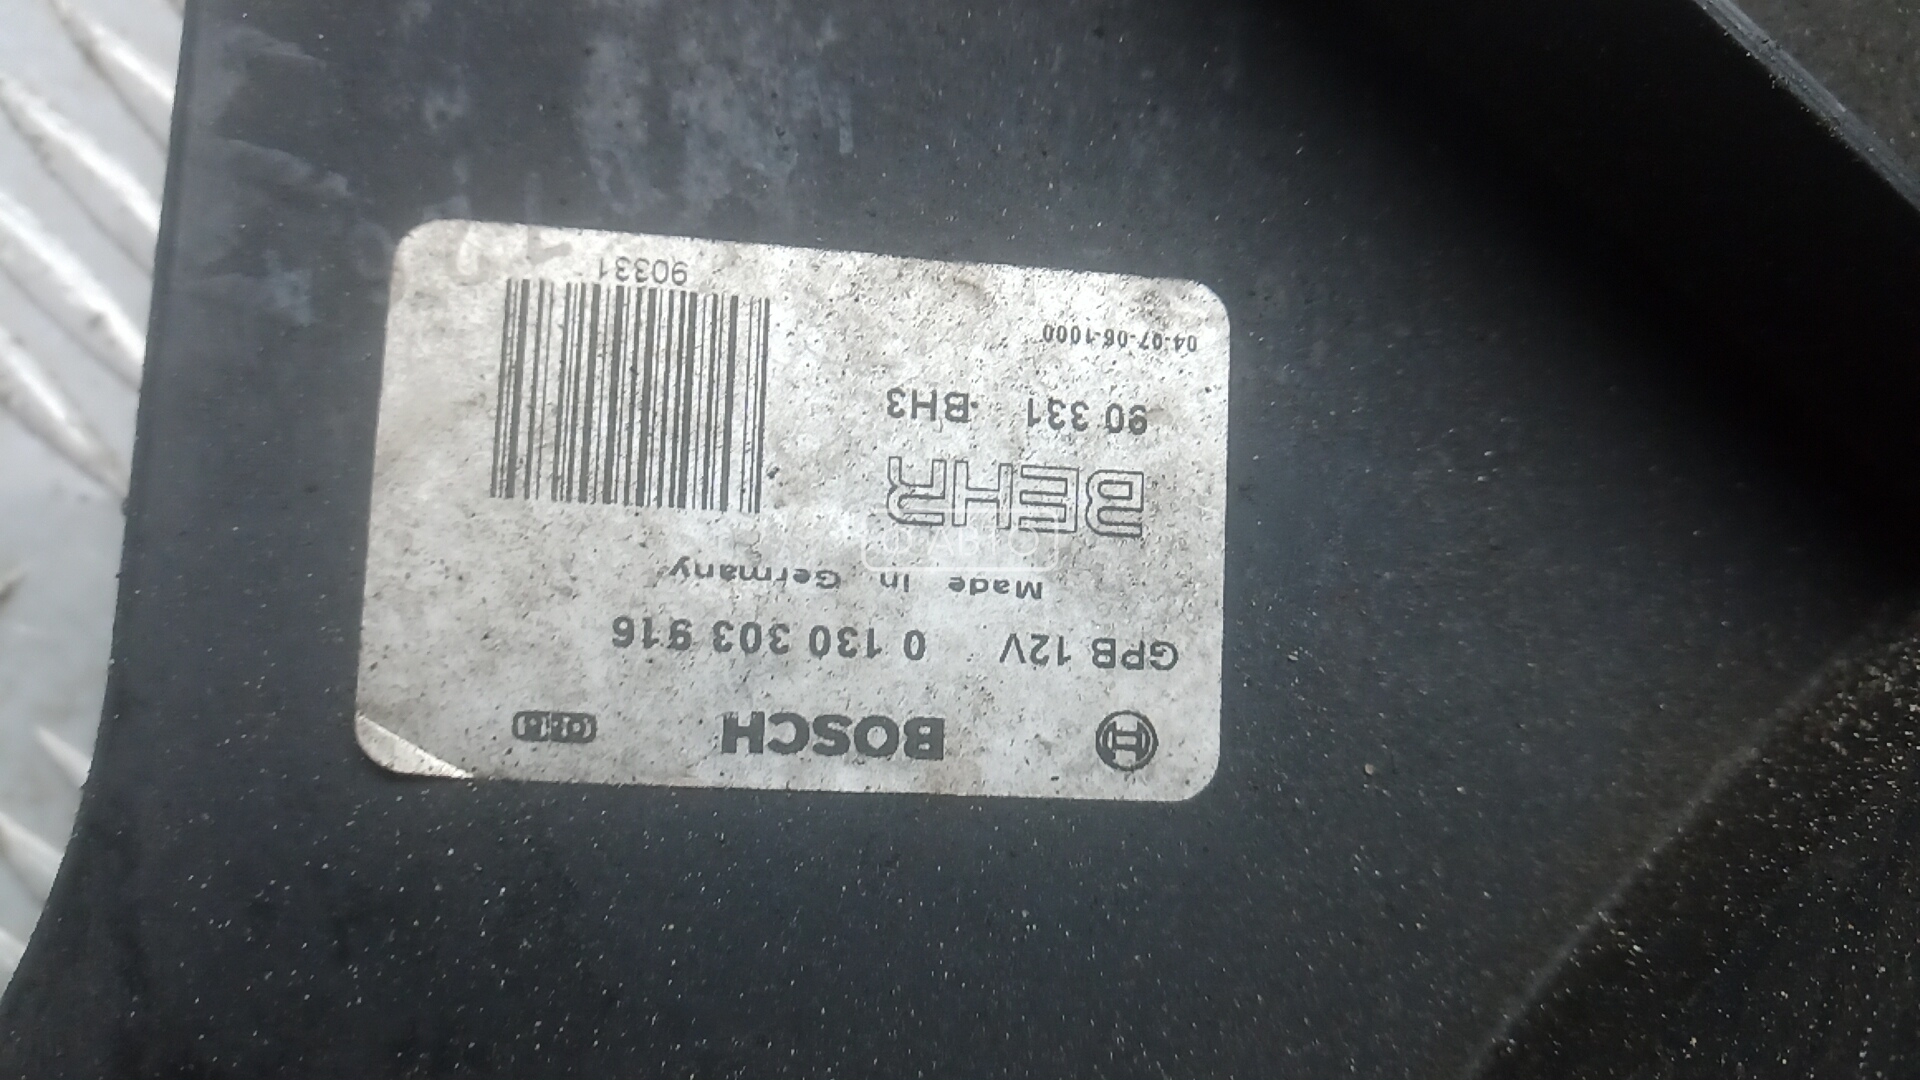 BOSCH
GPB 12V 0 130 303 916
Made in Germany
BEHR
90 331 BH3
04-07-06-1000
90331
АВТО